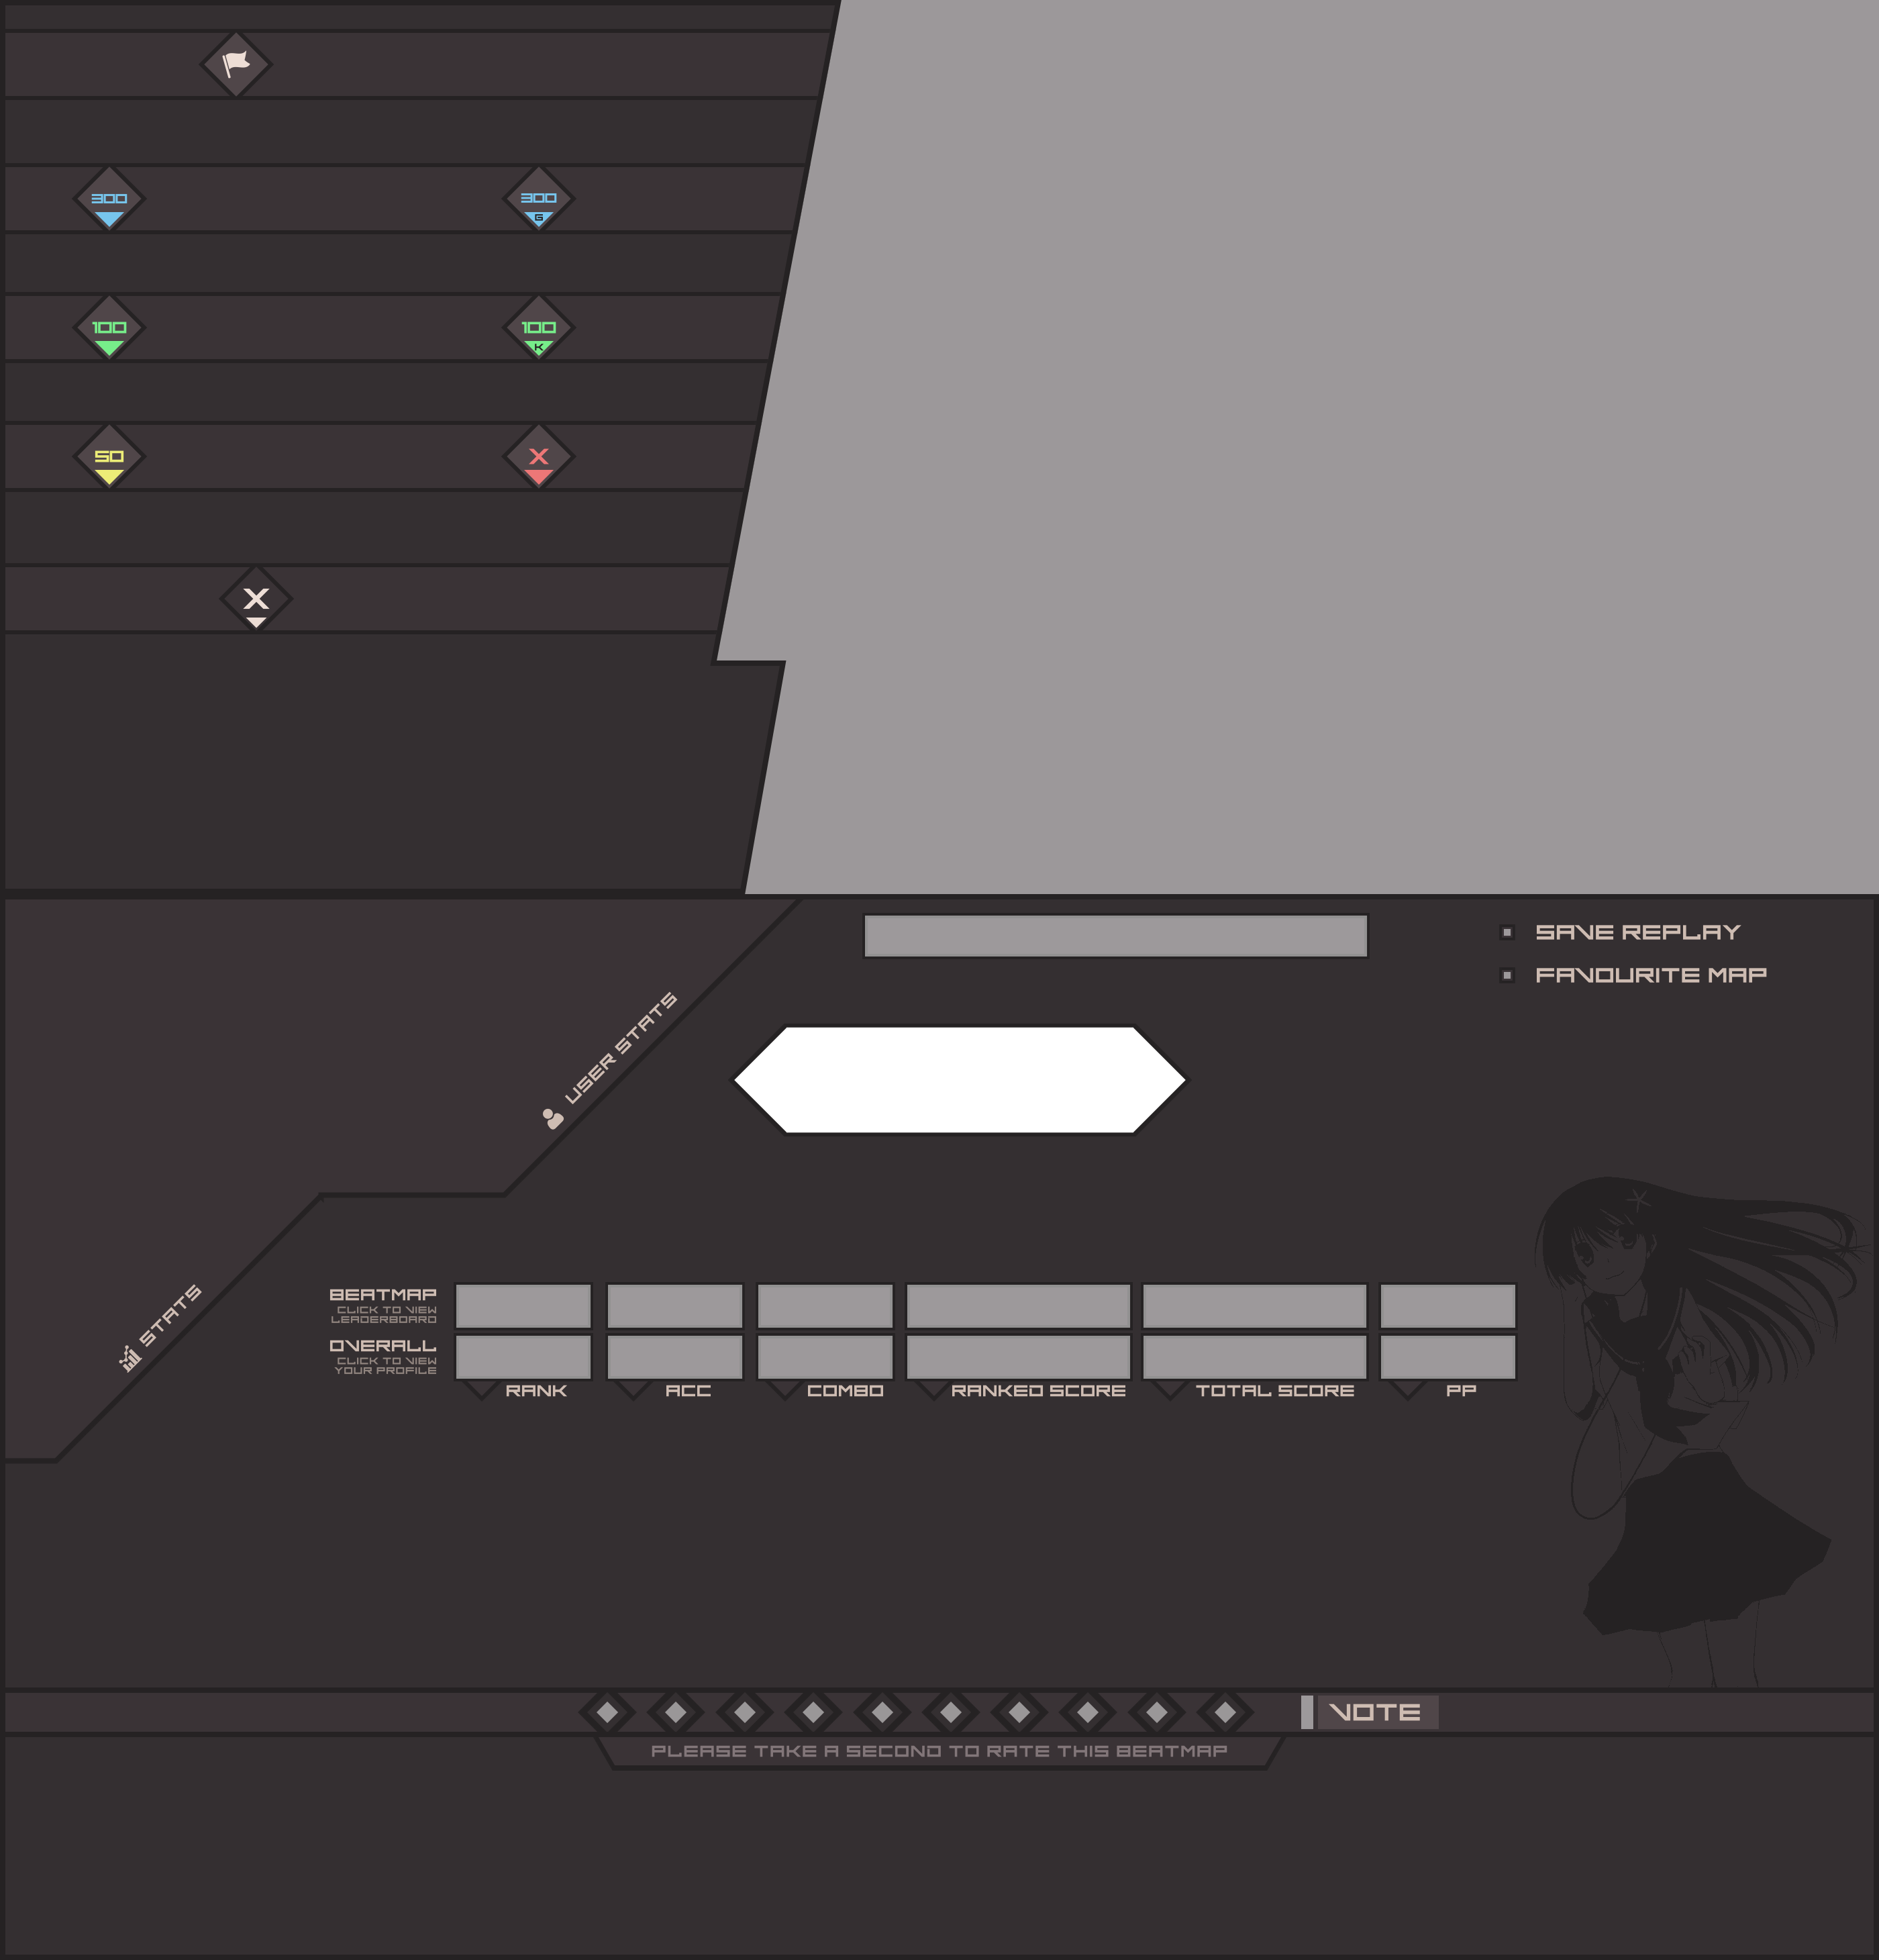 300
300
G
100
100
K
50
X
X
SAVE REPLAY
FAVOURITE MAP
USER STATS
STATS
BEATMAP
CLICK TO VIEW
LEADERBOARD
OVERALL
CLICK TO VIEW
YOUR PROFILE
RANK
ACC
COMBO
RANKED SCORE
TOTAL SCORE
PP
VOTE
PLEASE TAKE A SECOND TO RATE THIS BEATMAP